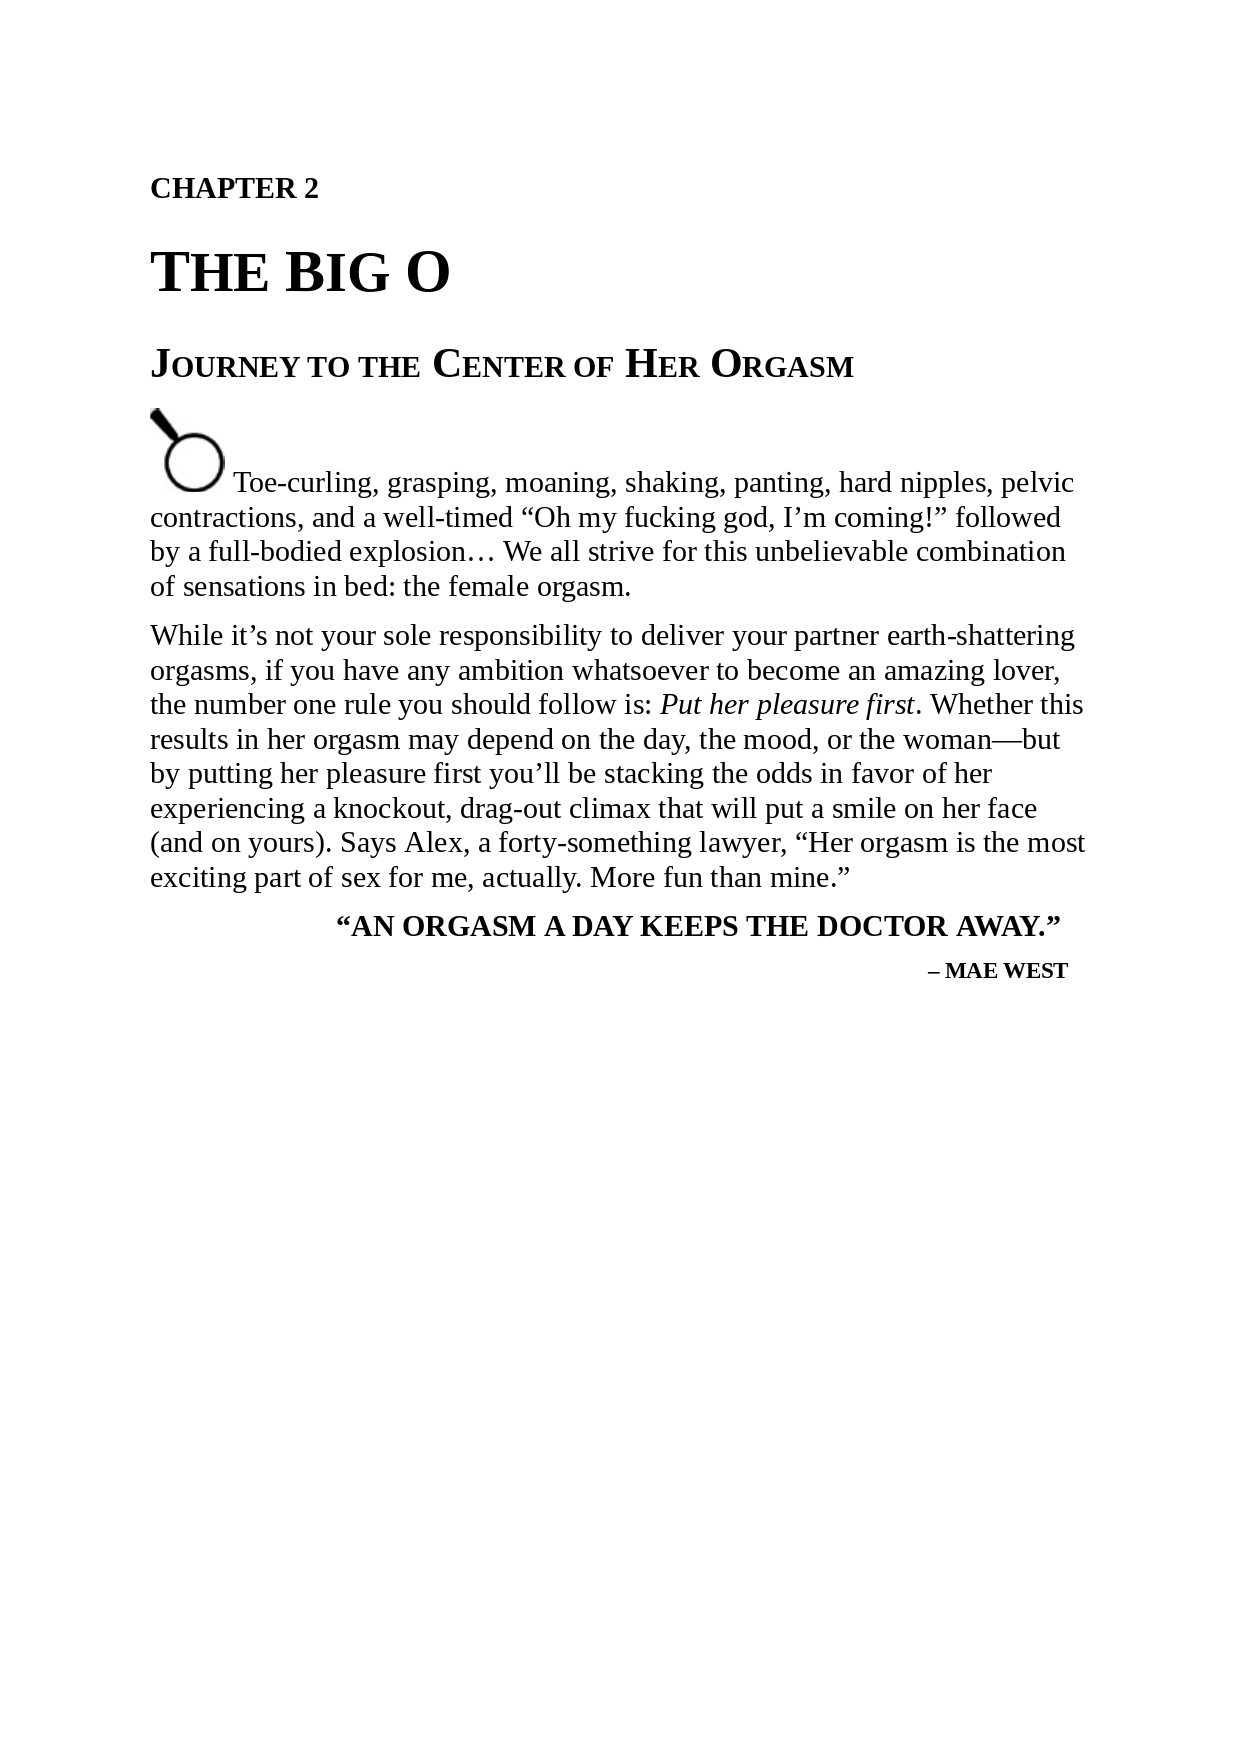 CHAPTER 2
THE BIG O
JOURNEY TO THE CENTER OF HER ORGASM
Toe-curling, grasping, moaning, shaking, panting, hard nipples, pelvic
contractions, and a well-timed “Oh my fucking god, I’m coming!” followed
by a full-bodied explosion… We all strive for this unbelievable combination
of sensations in bed: the female orgasm.
While it’s not your sole responsibility to deliver your partner earth-shattering
orgasms, if you have any ambition whatsoever to become an amazing lover,
the number one rule you should follow is: Put her pleasure first. Whether this
results in her orgasm may depend on the day, the mood, or the woman—but
by putting her pleasure first you’ll be stacking the odds in favor of her
experiencing a knockout, drag-out climax that will put a smile on her face
(and on yours). Says Alex, a forty-something lawyer, “Her orgasm is the most
exciting part of sex for me, actually. More fun than mine.”
“AN ORGASM A DAY KEEPS THE DOCTOR AWAY.”
– MAE WEST